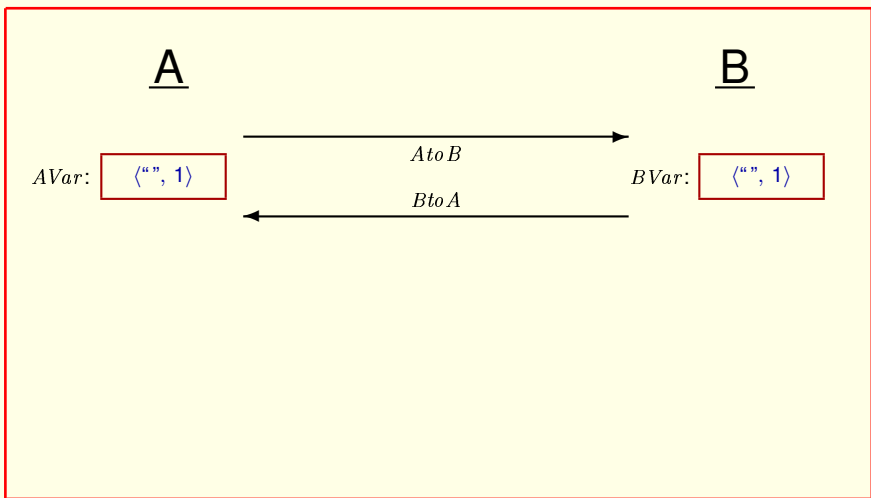 A B
AtoB
AVar: ⟨“ ”, 1⟩ BVar: ⟨“ ”, 1⟩
BtoA